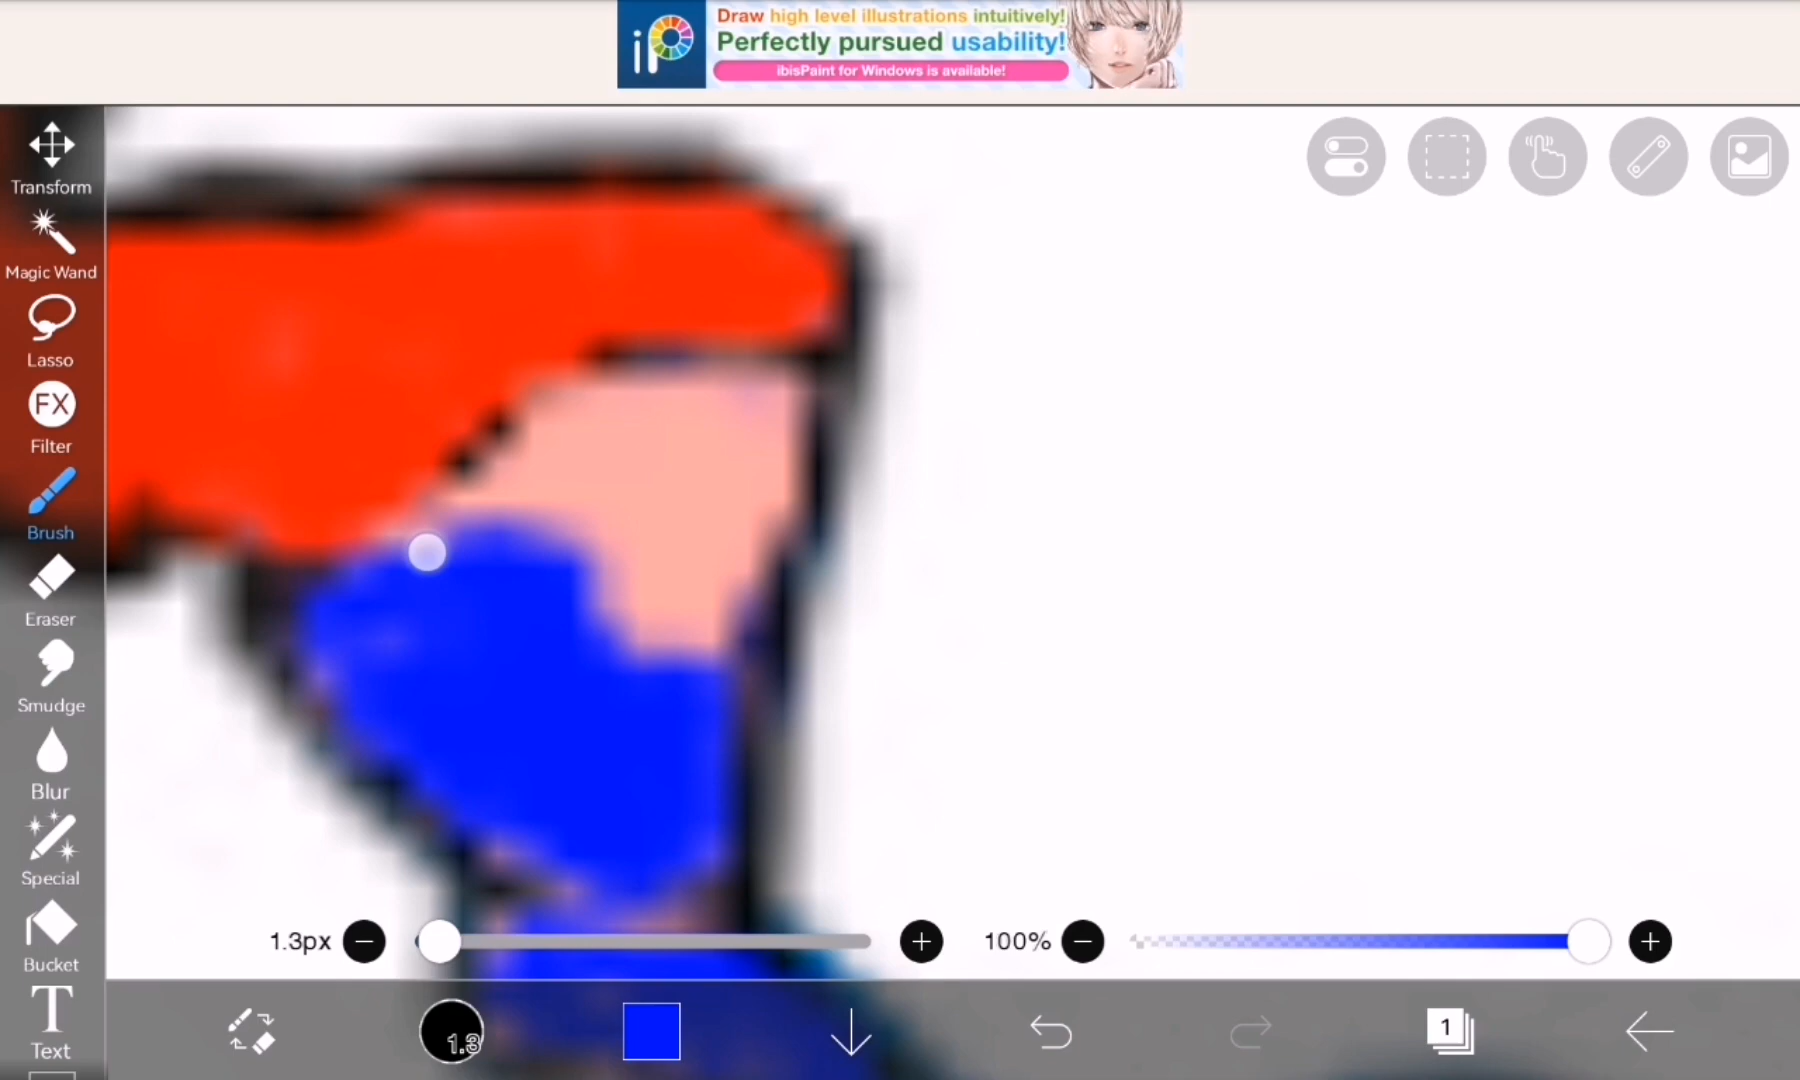 iP
Draw high level illustrations intuitively!
Perfectly pursued usability!
ibisPaint for Windows is available!
Transform
Magic Wand
Lasso
FX
Filter
Brush
Eraser
Smudge
Blur
Special
Bucket
T
Text
1.3px
100%
1.3
1